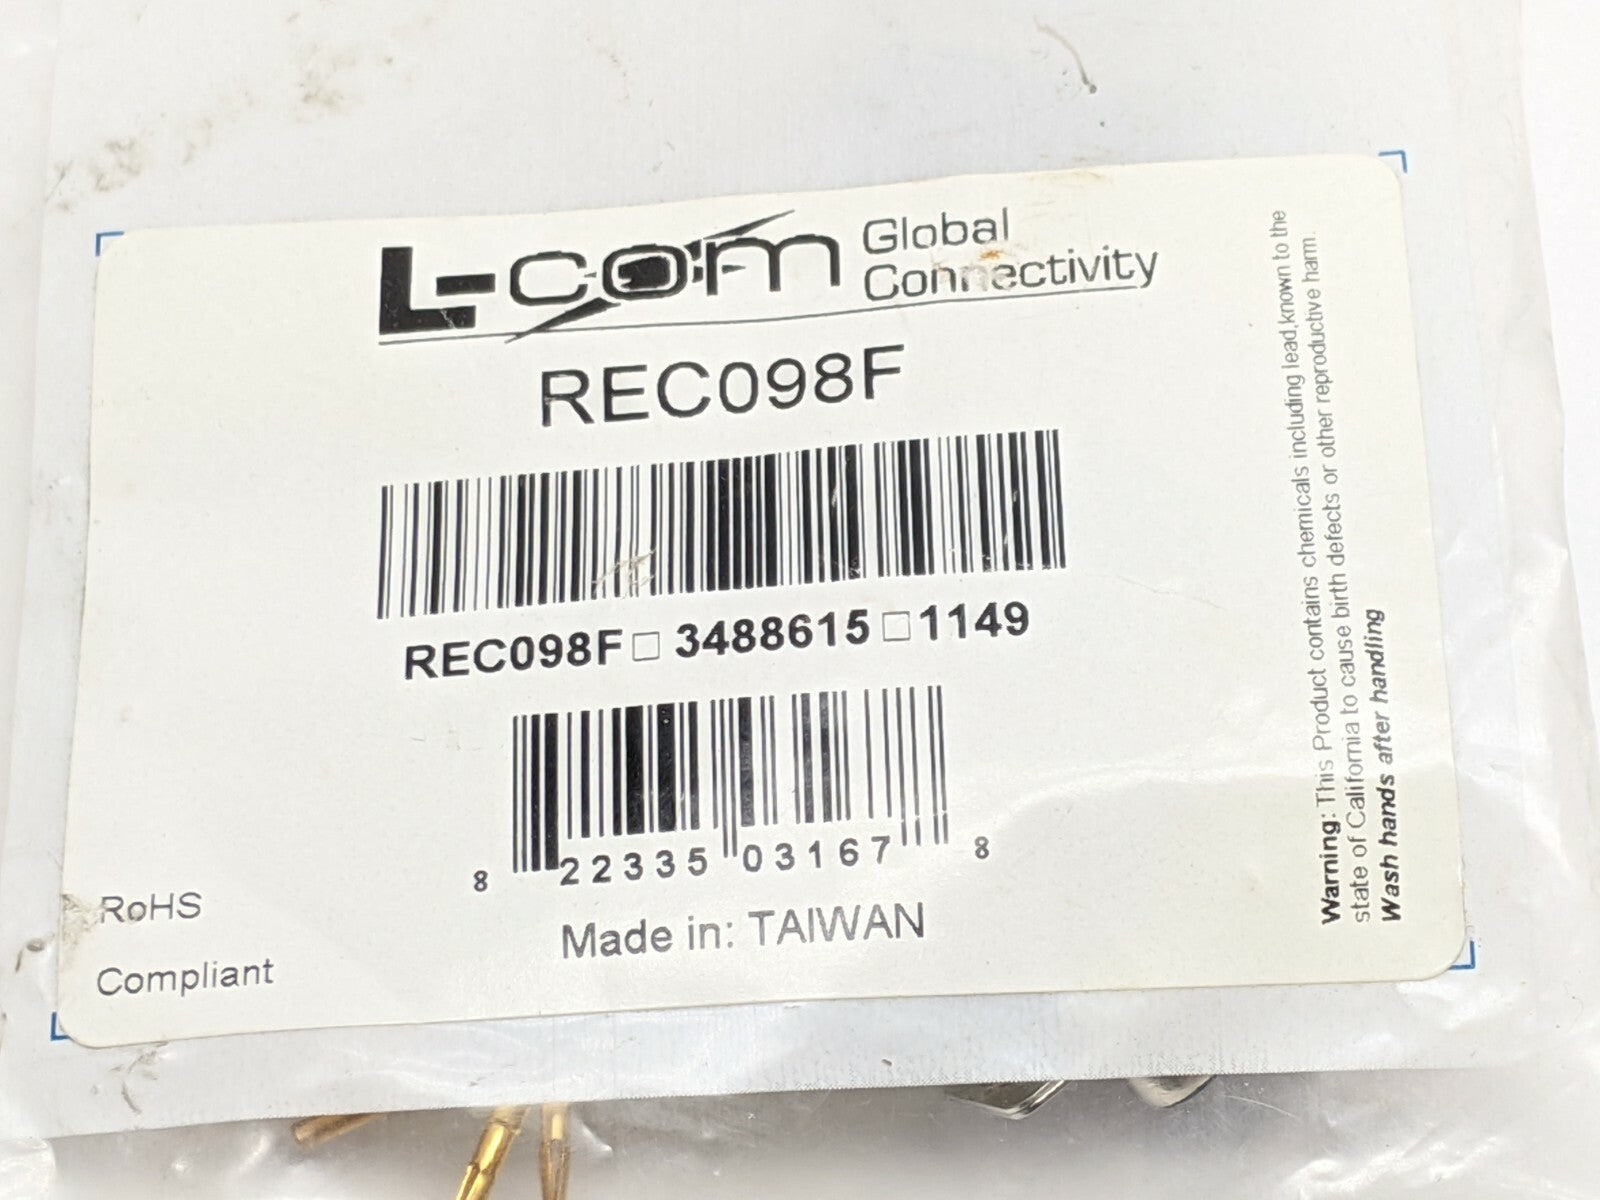 L-com Global
Connectivity
REC098F
REC098F□ 3488615□1149
8 22335 03167 8
Made in: TAIWAN
RoHS
Compliant
Warning: This Product contains chemicals including lead,known to the
state of California to cause birth defects or other reproductive harm.
Wash hands after handling